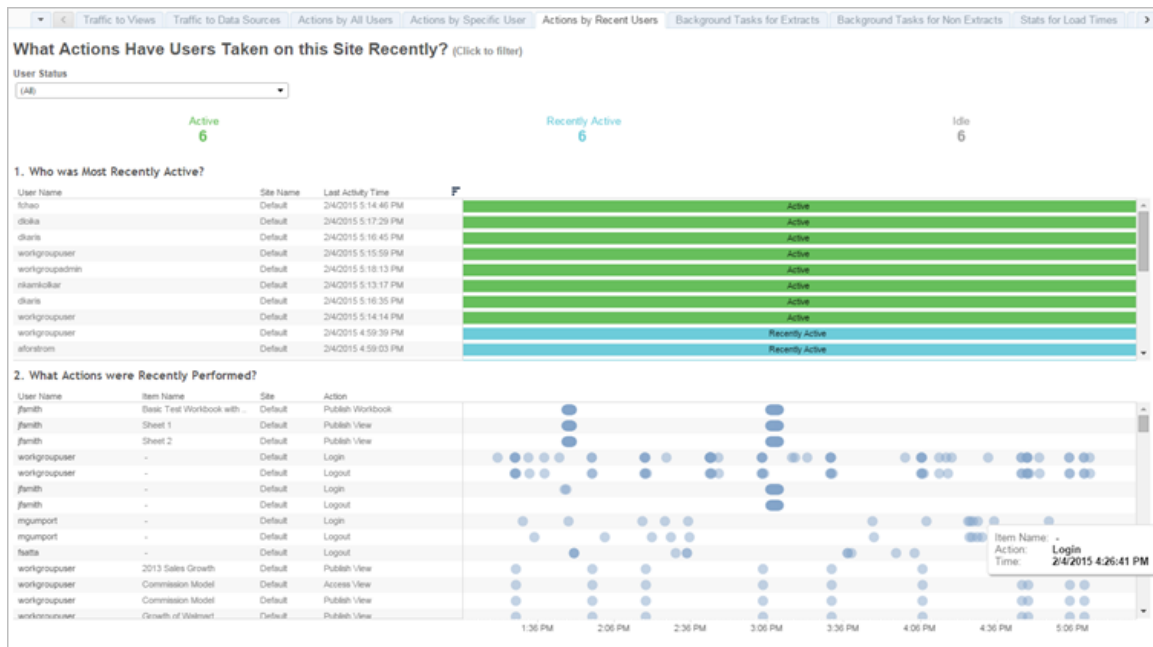 Traffic to Views Traffic to Data Sources Actions by All Users Actions by Specific User Actions by Recent Users Background Tasks for Extracts Background Tasks for Non Extracts Stats for Load Times
What Actions Have Users Taken on this Site Recently? (Click to filter)
User Status
(All)
Active Recently Active Idle
6 6 6
1. Who was Most Recently Active?
User Name Site Name Last Activity Time
fchao Default 2/4/2015 5:14:46 PM Active
dloika Default 2/4/2015 5:17:29 PM Active
dkaris Default 2/4/2015 5:16:45 PM Active
workgroupuser Default 2/4/2015 5:15:59 PM Active
workgroupadmin Default 2/4/2015 5:18:13 PM Active
nkamkolkar Default 2/4/2015 5:13:17 PM Active
dkaris Default 2/4/2015 5:16:35 PM Active
workgroupuser Default 2/4/2015 5:14:14 PM Active
workgroupuser Default 2/4/2015 4:59:39 PM Recently Active
aforstrom Default 2/4/2015 4:59:03 PM Recently Active
2. What Actions were Recently Performed?
User Name Item Name Site Action
jfsmith Basic Test Workbook with .. Default Publish Workbook
jfsmith Sheet 1 Default Publish View
jfsmith Sheet 2 Default Publish View
workgroupuser - Default Login
workgroupuser - Default Logout
jfsmith - Default Login
jfsmith - Default Logout
mgumport - Default Login
mgumport - Default Logout
fsetta - Default Logout
workgroupuser 2013 Sales Growth Default Publish View
workgroupuser Commission Model Default Access View
workgroupuser Commission Model Default Publish View
workgroupuser Growth of Walmart Default Publish View
Item Name: -
Action: Login
Time: 2/4/2015 4:26:41 PM
1:36 PM 2:06 PM 2:36 PM 3:06 PM 3:36 PM 4:06 PM 4:36 PM 5:06 PM